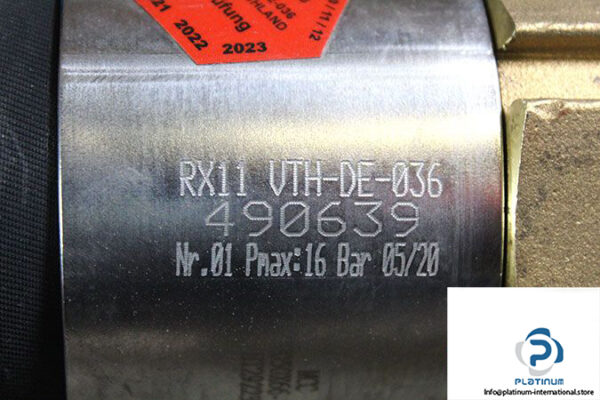 2022
2023
RX11 VTH-DE-036
490639
Nr.01 Pmax:16 Bar 05/20
PLATINUM
Info@platinum-international.store